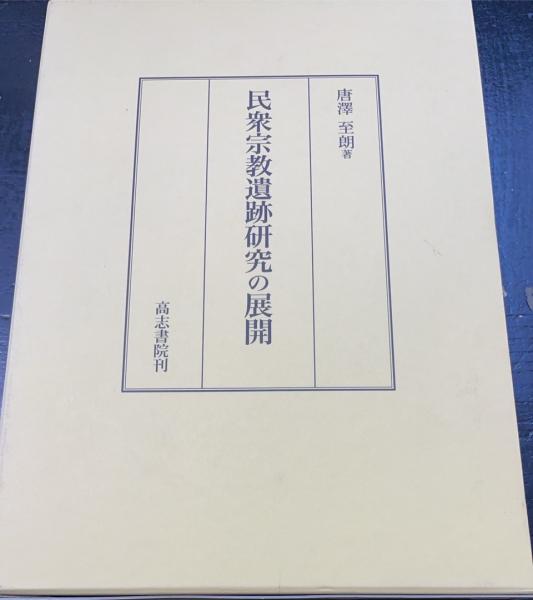 唐澤 至朗 著
民衆宗教遺跡研究の展開
高志書院刊